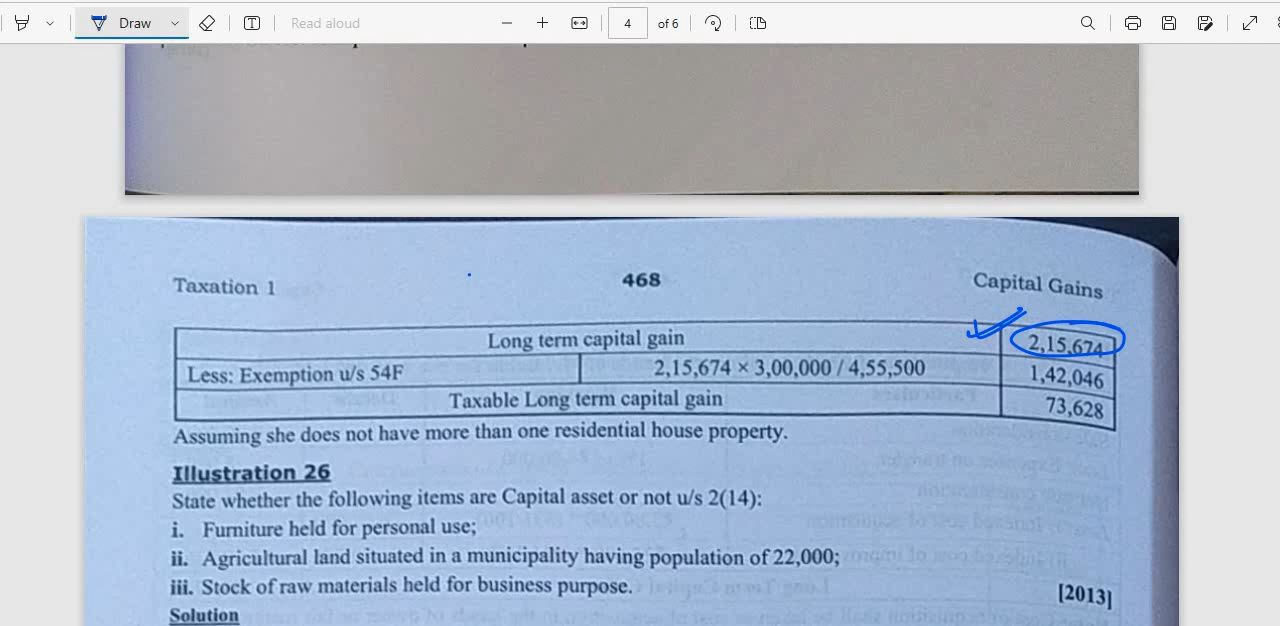 Draw
Read aloud
4
of 6
Taxation 1
468
Capital Gains
Long term capital gain 2,15,674
Less: Exemption u/s 54F 2,15,674 × 3,00,000 / 4,55,500 1,42,046
Taxable Long term capital gain 73,628
Assuming she does not have more than one residential house property.
Illustration 26
State whether the following items are Capital asset or not u/s 2(14):
i. Furniture held for personal use;
ii. Agricultural land situated in a municipality having population of 22,000;
iii. Stock of raw materials held for business purpose.
[2013]
Solution